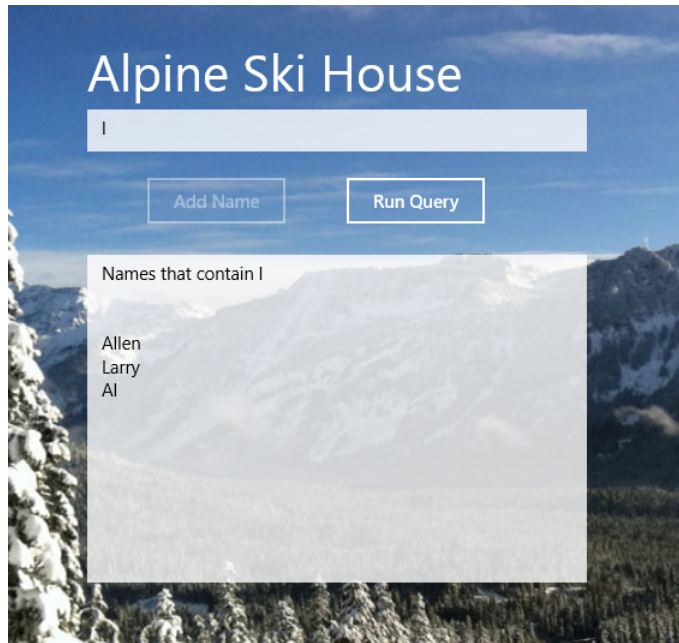 Alpine Ski House
l
Add Name
Run Query
Names that contain l
Allen
Larry
Al